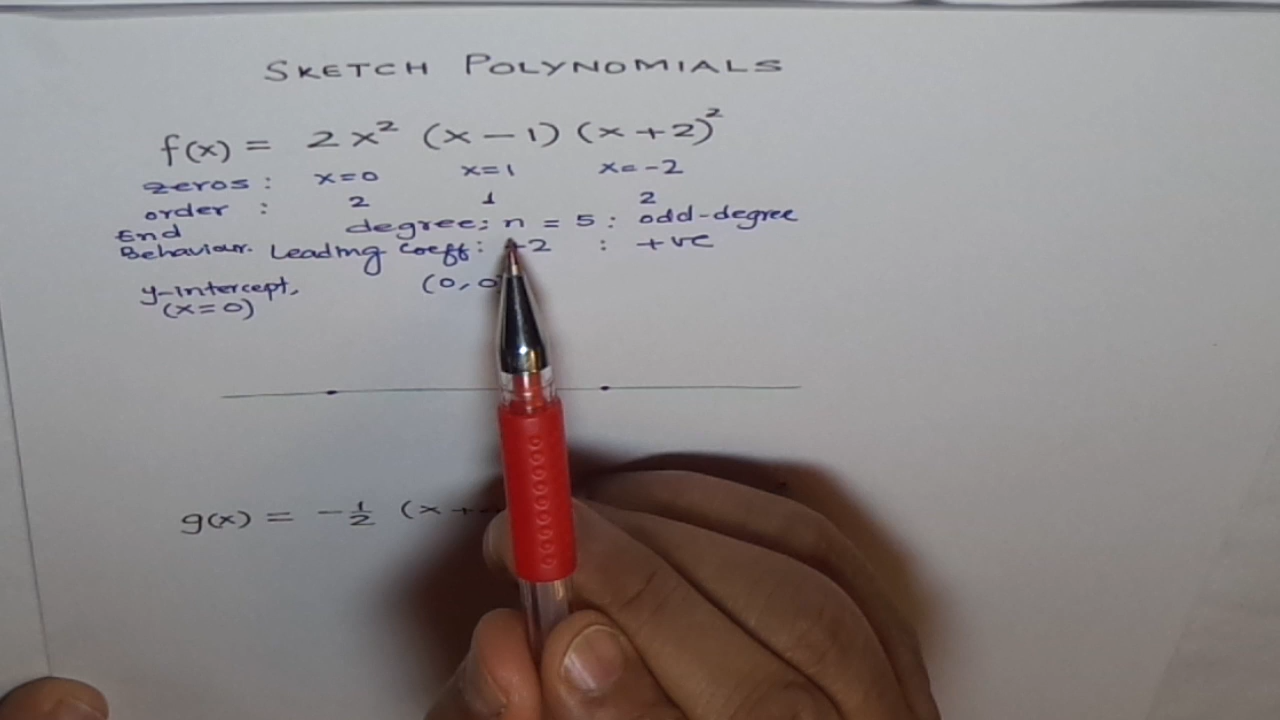 SKETCH POLYNOMIALS
f(x) = 2x² (x-1) (x+2)²
zeros : x=0 x=1 x=-2
order : 2 1 2
End degree: n = 5 : odd-degree
Behaviour. Leading Coeff: +2 : +ve
y-intercept, (0, 0)
(x=0)
g(x) = -1/2 (x+